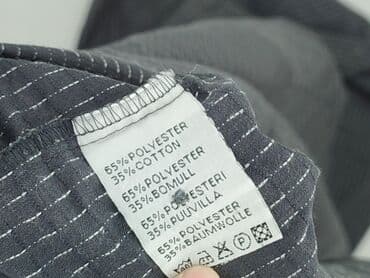 65% POLYESTER
35% COTTON
65% POLYESTER
35% BOMULL
65% POLYESTERI
35% PUUVILLA
65% POLYESTER
35% BAUMWOLLE
P